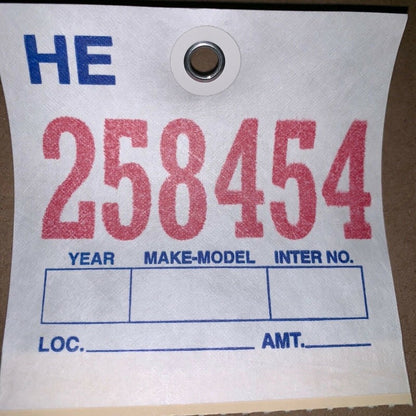 HE
258454
YEAR MAKE-MODEL INTER NO.
LOC. AMT.